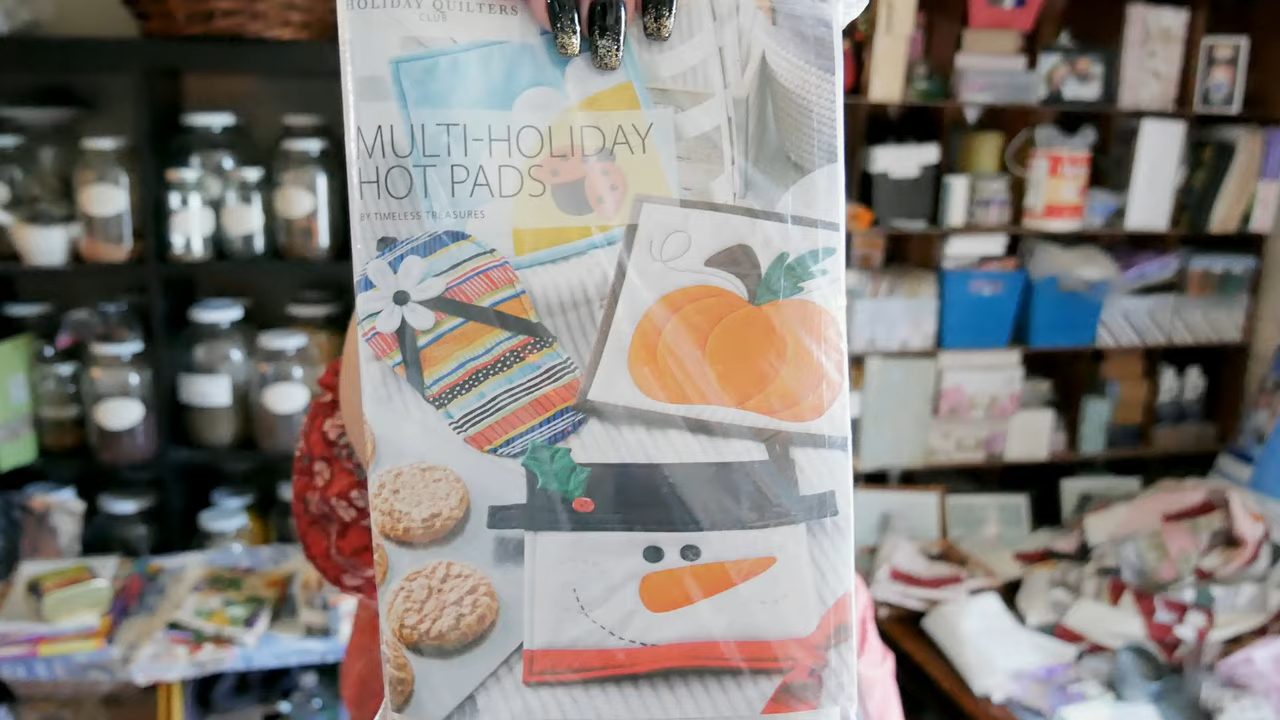 HOLIDAY QUILTERS
CLUB
MULTI-HOLIDAY
HOT PADS
BY TIMELESS TREASURES